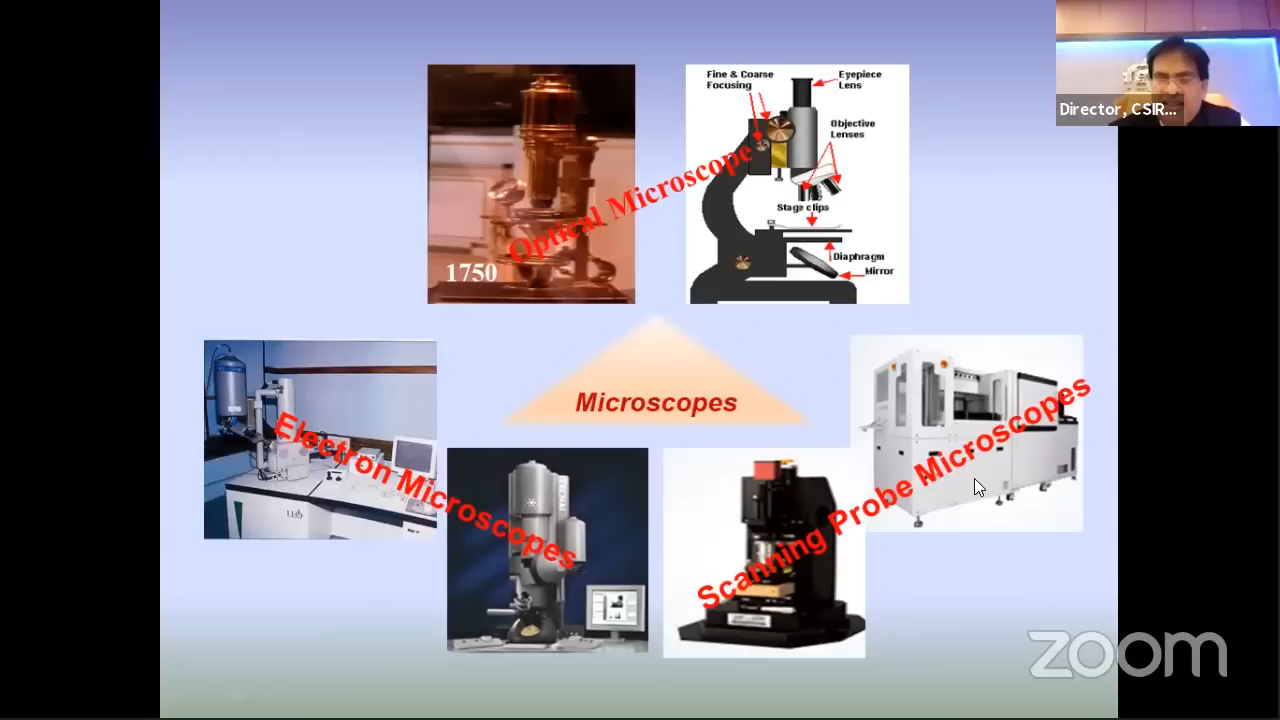 Director, CSIR...
Fine & Coarse
Focusing
Eyepiece
Lens
Objective
Lenses
Stage clips
Diaphragm
Mirror
1750
Optical Microscope
Microscopes
Electron Microscopes
Scanning Probe Microscopes
LEO
zoom